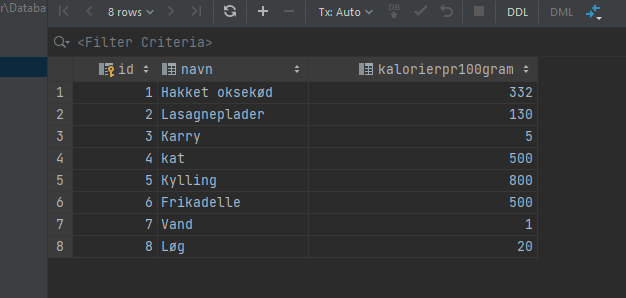 r\Databa 8 rows Tx: Auto DB DDL DML
<Filter Criteria>
id navn kalorierpr100gram
1 1 Hakket oksekød 332
2 2 Lasagneplader 130
3 3 Karry 5
4 4 kat 500
5 5 Kylling 800
6 6 Frikadelle 500
7 7 Vand 1
8 8 Løg 20